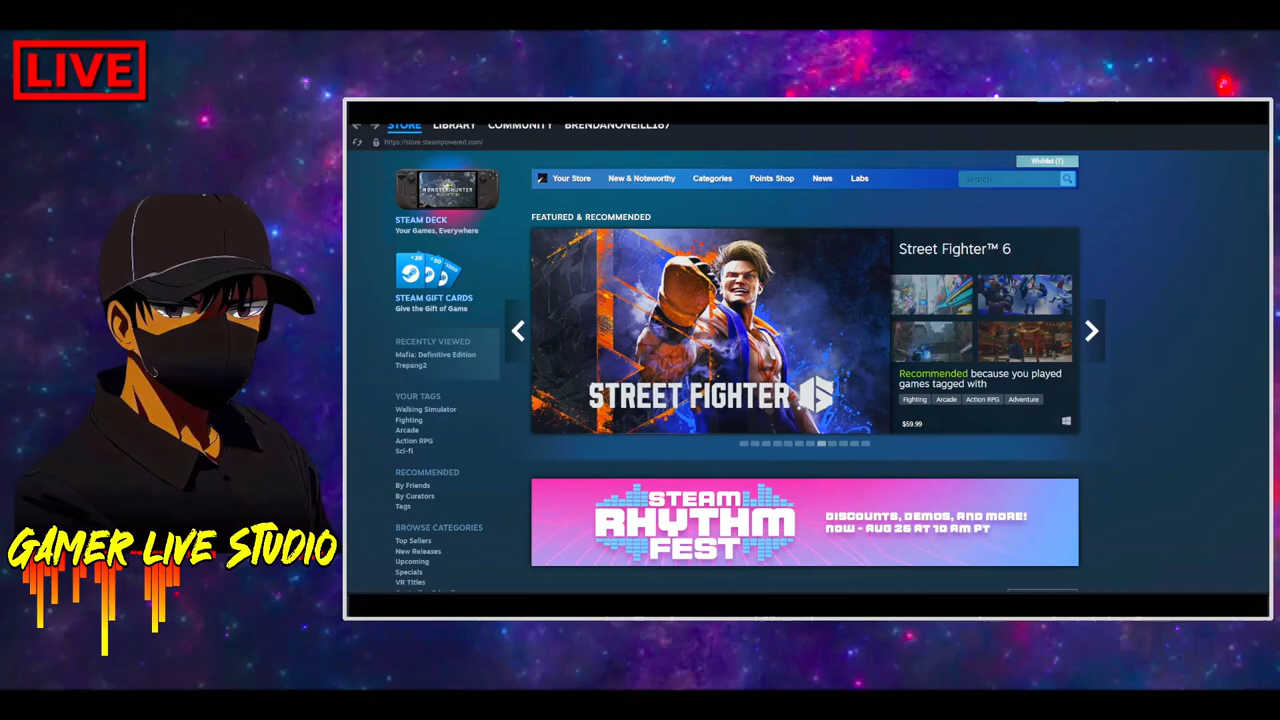 LIVE
STORE LIBRARY COMMUNITY BRENDANONEILL187
https://store.steampowered.com/
Wishlist (7)
Your Store New & Noteworthy Categories Points Shop News Labs search
MONSTER HUNTER
STEAM DECK
Your Games, Everywhere
STEAM GIFT CARDS
Give the Gift of Game
RECENTLY VIEWED
Mafia: Definitive Edition
Trepang2
YOUR TAGS
Walking Simulator
Fighting
Arcade
Action RPG
Sci-fi
RECOMMENDED
By Friends
By Curators
Tags
BROWSE CATEGORIES
Top Sellers
New Releases
Upcoming
Specials
VR Titles
FEATURED & RECOMMENDED
STREET FIGHTER 6
Street Fighter™ 6
Recommended because you played
games tagged with
Fighting Arcade Action RPG Adventure
$59.99
STEAM
RHYTHM
FEST
DISCOUNTS, DEMOS, AND MORE!
NOW - AUG 26 AT 10 AM PT
GAMER LIVE STUDIO